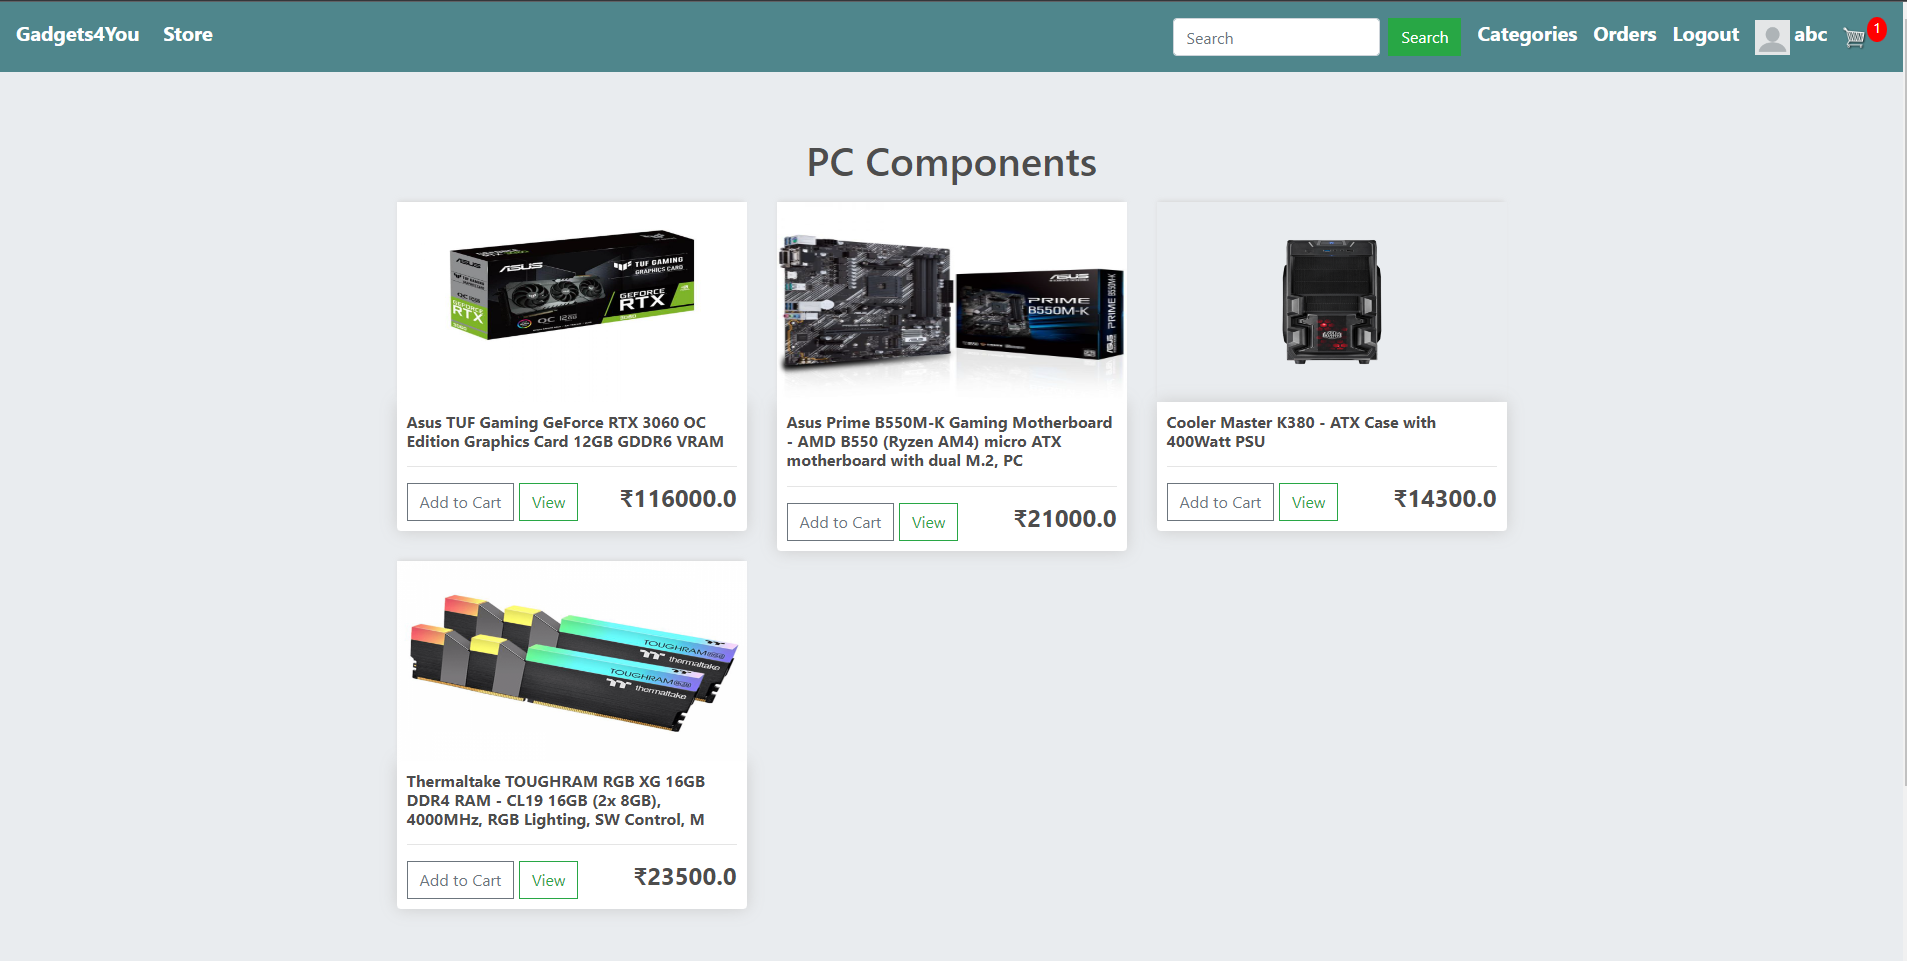 Gadgets4You Store Search Search Categories Orders Logout abc 1
PC Components
ASUS
TUF GAMING
GRAPHICS CARD
GEFORCE
RTX
OC 12GB
GEFORCE
RTX
ASUS
PRIME
B550M-K
PRIME B550M-K
Asus TUF Gaming GeForce RTX 3060 OC
Edition Graphics Card 12GB GDDR6 VRAM
Add to Cart View ₹116000.0
Asus Prime B550M-K Gaming Motherboard
- AMD B550 (Ryzen AM4) micro ATX
motherboard with dual M.2, PC
Add to Cart View ₹21000.0
Cooler Master K380 - ATX Case with
400Watt PSU
Add to Cart View ₹14300.0
TOUGHRAM
thermaltake
TOUGHRAM
thermaltake
Thermaltake TOUGHRAM RGB XG 16GB
DDR4 RAM - CL19 16GB (2x 8GB),
4000MHz, RGB Lighting, SW Control, M
Add to Cart View ₹23500.0